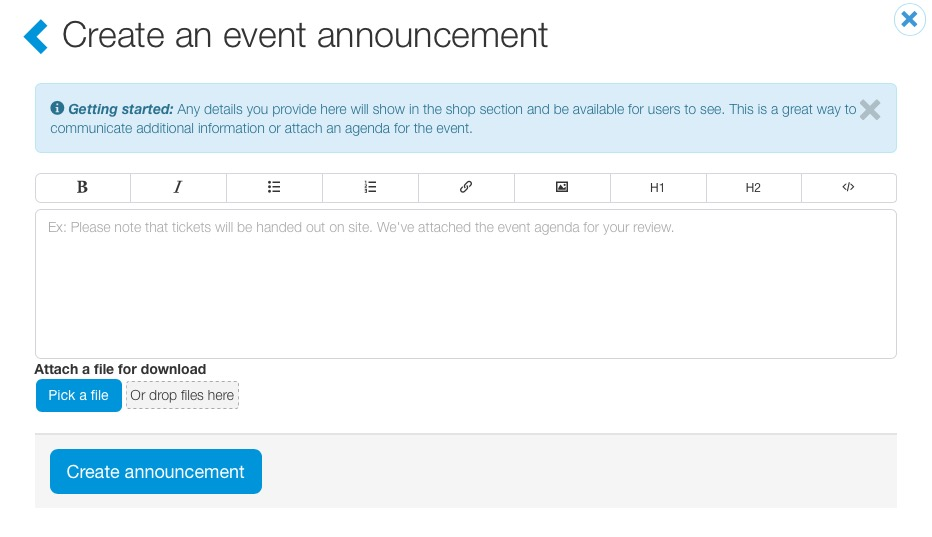 Create an event announcement
Getting started: Any details you provide here will show in the shop section and be available for users to see. This is a great way to
communicate additional information or attach an agenda for the event.
B I H1 H2 </>
Ex: Please note that tickets will be handed out on site. We've attached the event agenda for your review.
Attach a file for download
Pick a file Or drop files here
Create announcement